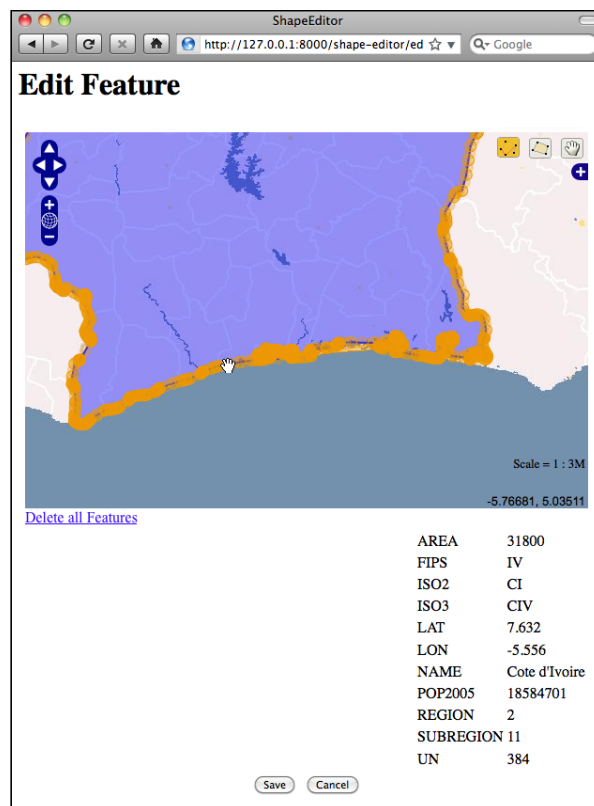 ShapeEditor
http://127.0.0.1:8000/shape-editor/ed
Google
Edit Feature
Scale = 1 : 3M
-5.76681, 5.03511
Delete all Features
AREA 31800
FIPS IV
ISO2 CI
ISO3 CIV
LAT 7.632
LON -5.556
NAME Cote d'Ivoire
POP2005 18584701
REGION 2
SUBREGION 11
UN 384
Save Cancel